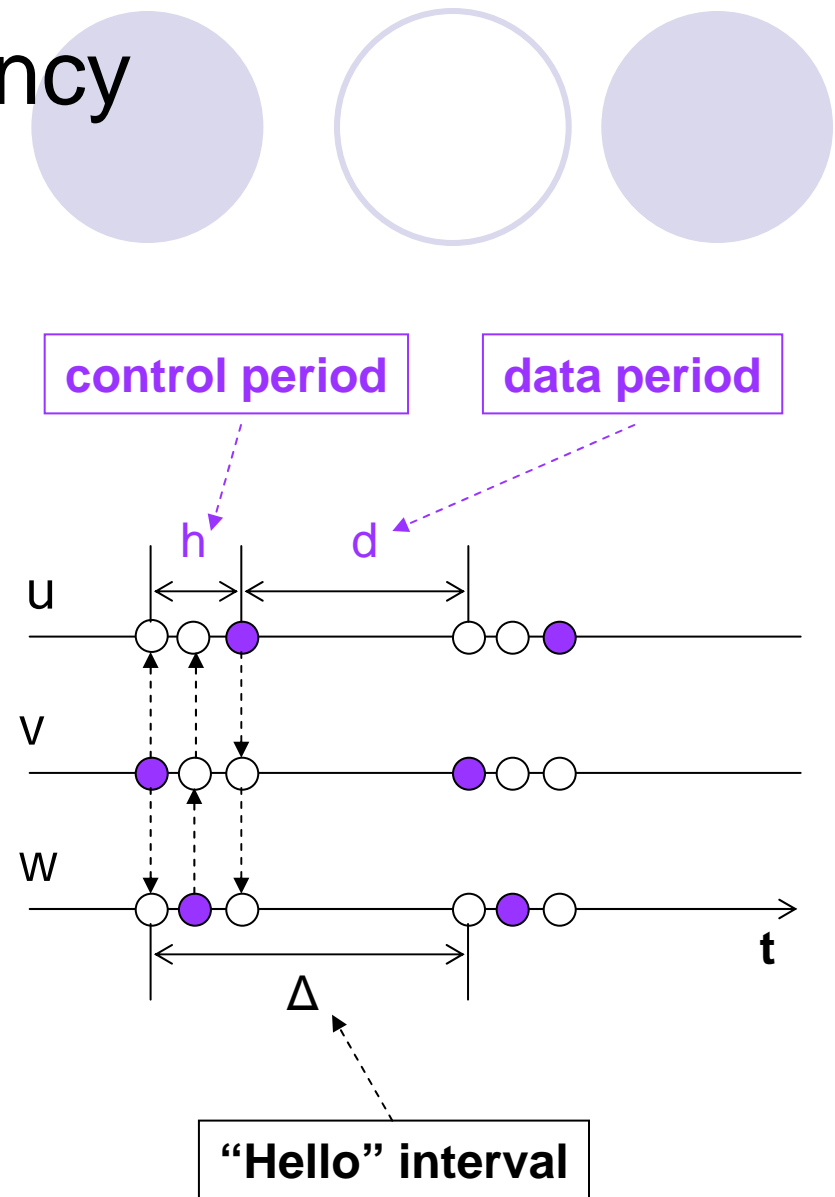 ncy
control period
data period
h
d
u
v
w
t
Δ
“Hello” interval